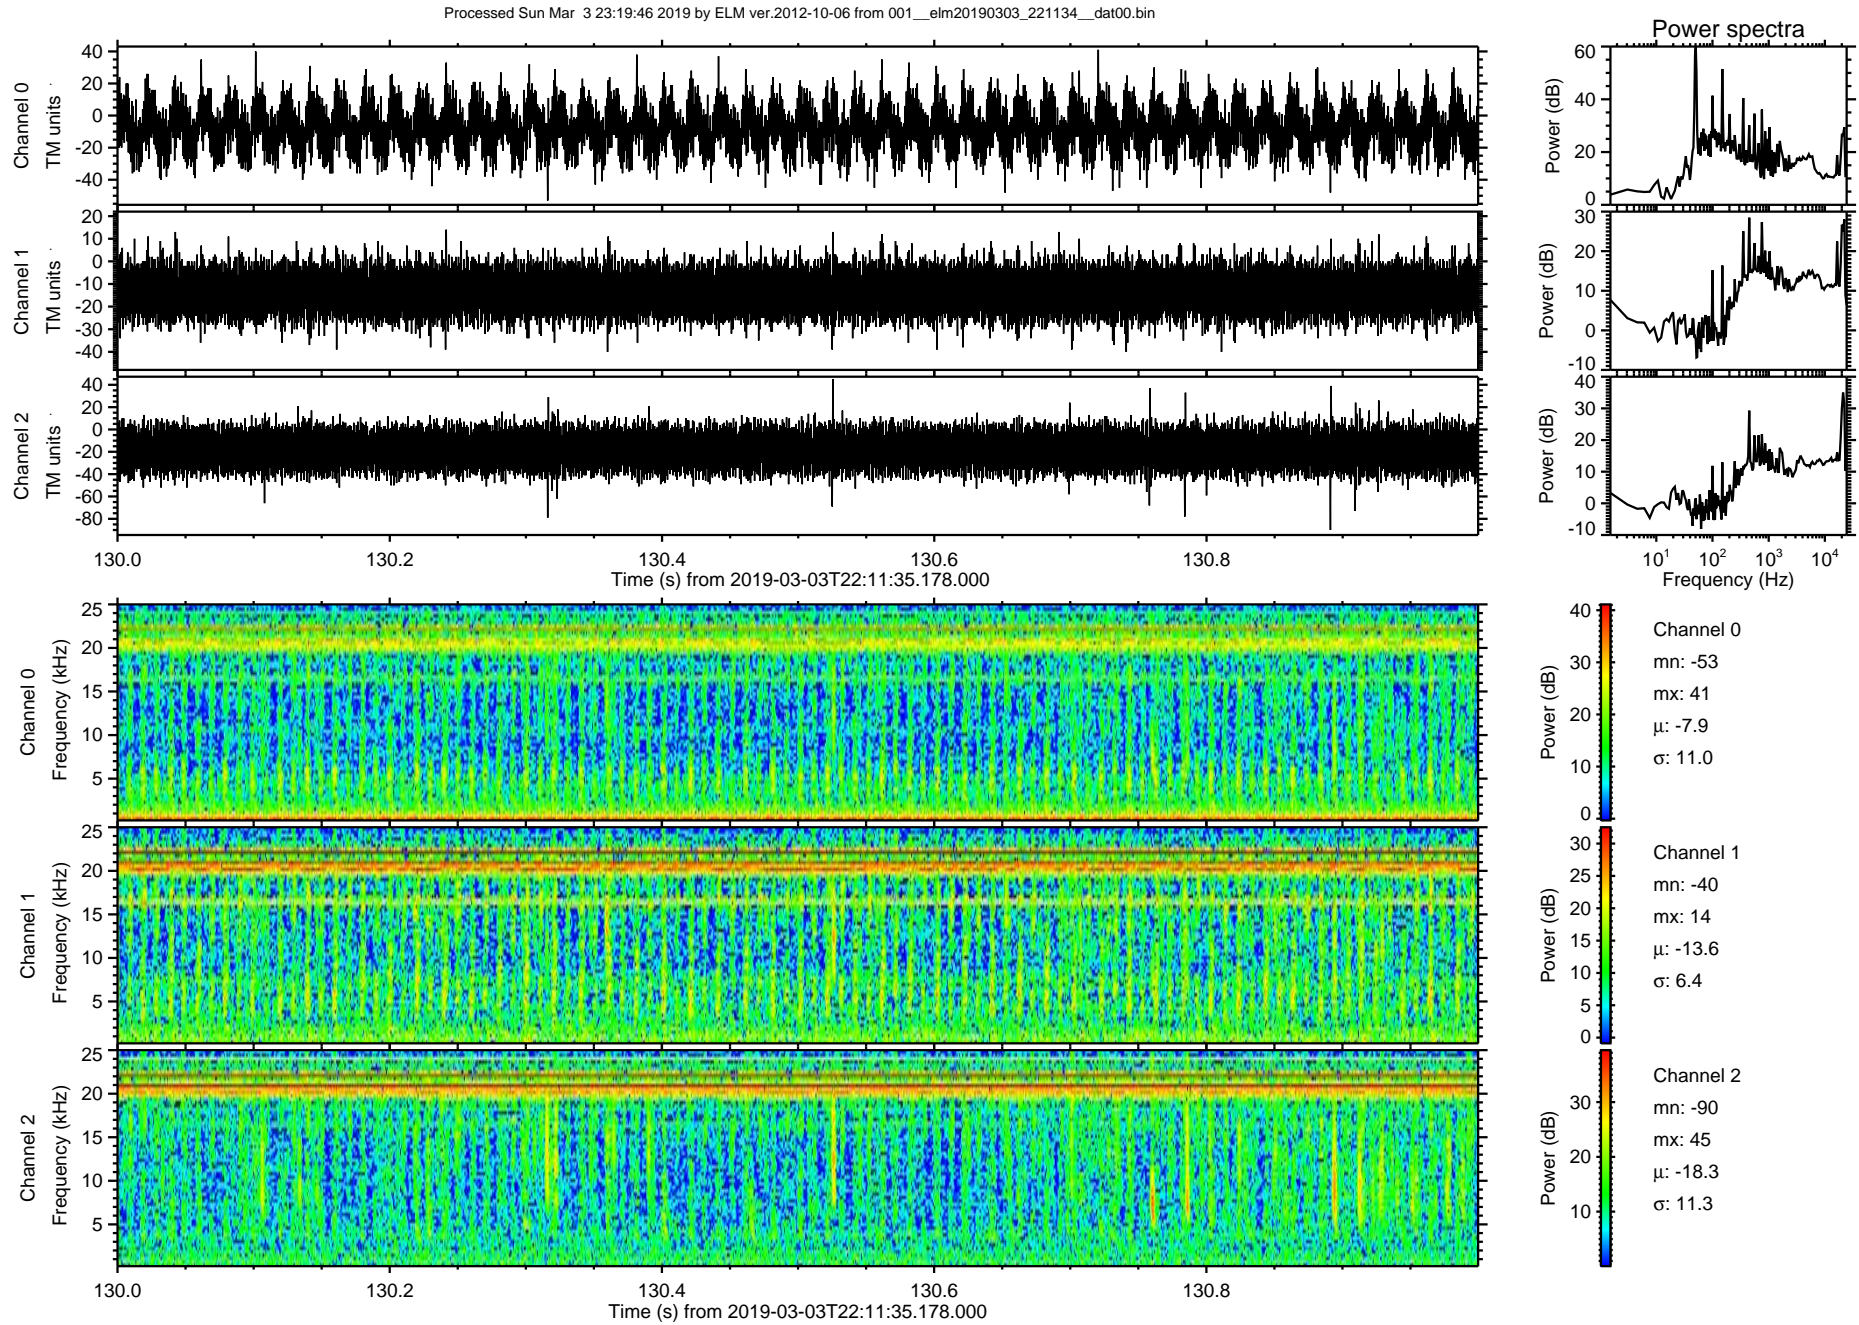 Processed Sun Mar  3 23:19:46 2019 by ELM ver.2012-10-06 from 001__elm20190303_221134__dat00.bin
Power spectra
Channel 0
TM units
40
20
0
-20
-40
Power (dB)
60
40
20
0
Channel 1
TM units
20
10
0
-10
-20
-30
-40
Power (dB)
30
20
10
0
-10
Channel 2
TM units
40
20
0
-20
-40
-60
-80
Power (dB)
40
30
20
10
0
-10
130.0 130.2 130.4 130.6 130.8
Time (s) from 2019-03-03T22:11:35.178.000
10^1 10^2 10^3 10^4
Frequency (Hz)
Channel 0
Frequency (kHz)
25
20
15
10
5
Power (dB)
40
30
20
10
0
Channel 0
mn: -53
mx: 41
μ: -7.9
σ: 11.0
Channel 1
Frequency (kHz)
25
20
15
10
5
Power (dB)
30
25
20
15
10
5
0
Channel 1
mn: -40
mx: 14
μ: -13.6
σ: 6.4
Channel 2
Frequency (kHz)
25
20
15
10
5
Power (dB)
30
20
10
Channel 2
mn: -90
mx: 45
μ: -18.3
σ: 11.3
130.0 130.2 130.4 130.6 130.8
Time (s) from 2019-03-03T22:11:35.178.000